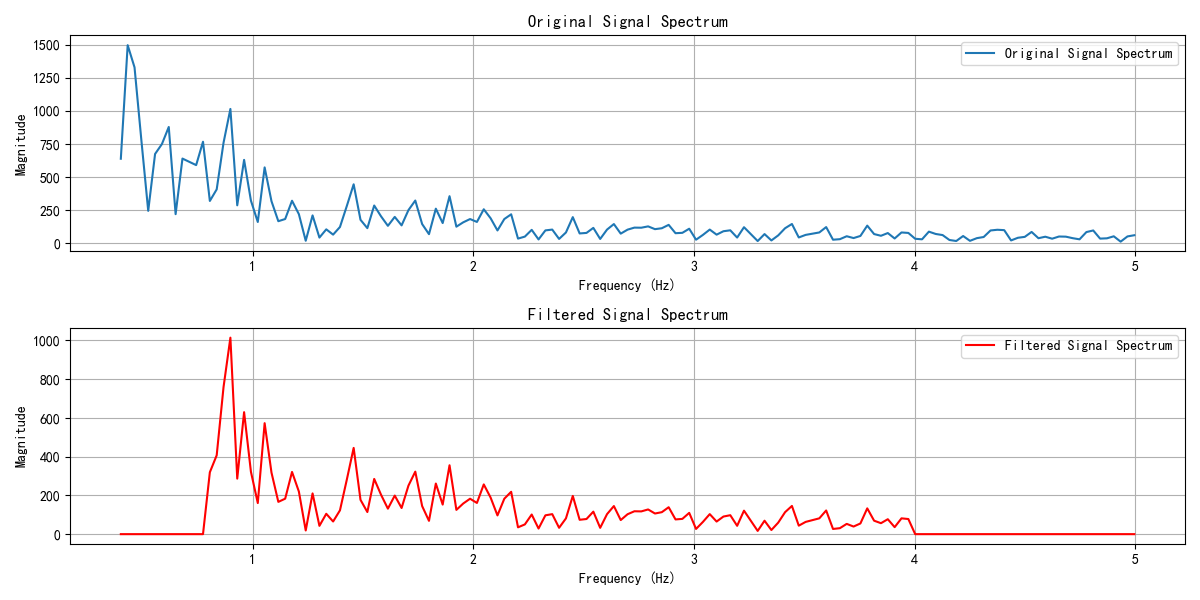 Original Signal Spectrum
Original Signal Spectrum
1500
1250
1000
750
500
250
0
Magnitude
1 2 3 4 5
Frequency (Hz)
Filtered Signal Spectrum
Filtered Signal Spectrum
1000
800
600
400
200
0
Magnitude
1 2 3 4 5
Frequency (Hz)